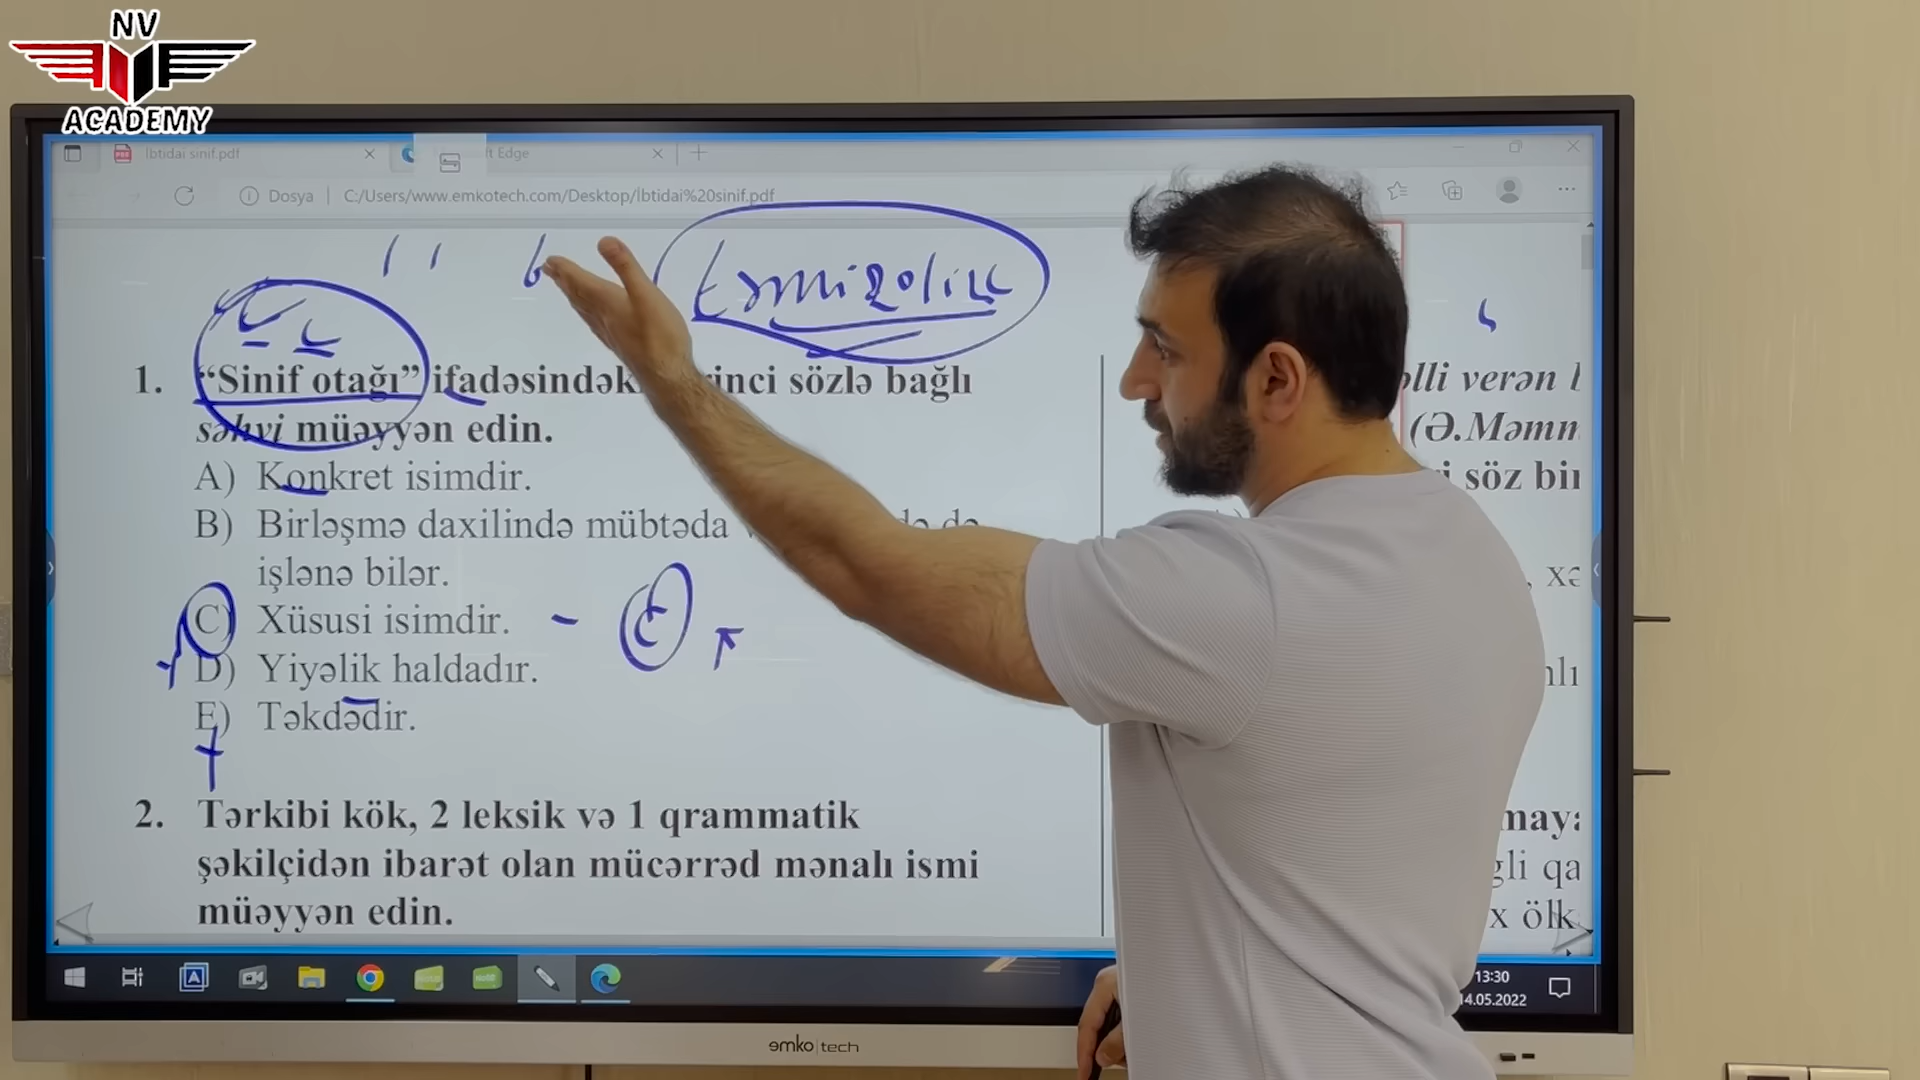 NV
ACADEMY
İbtidai sinif.pdf
Edge
Dosya
C:/Users/www.emkotech.com/Desktop/İbtidai%20sinif.pdf
təmizolixa
1. “Sinif otağı” ifadəsindək sözlə bağlı
səhvi müəyyən edin.
A) Konkret isimdir.
B) Birləşmə daxilində mübtəda
işlənə bilər.
C) Xüsusi isimdir. - C
D) Yiyəlik haldadır.
E) Təkdədir.
2. Tərkibi kök, 2 leksik və 1 qrammatik
şəkilçidən ibarət olan mücərrəd mənalı ismi
müəyyən edin.
verən
(Ə.Məmm
söz bir
13:30
14.05.2022
emko tech